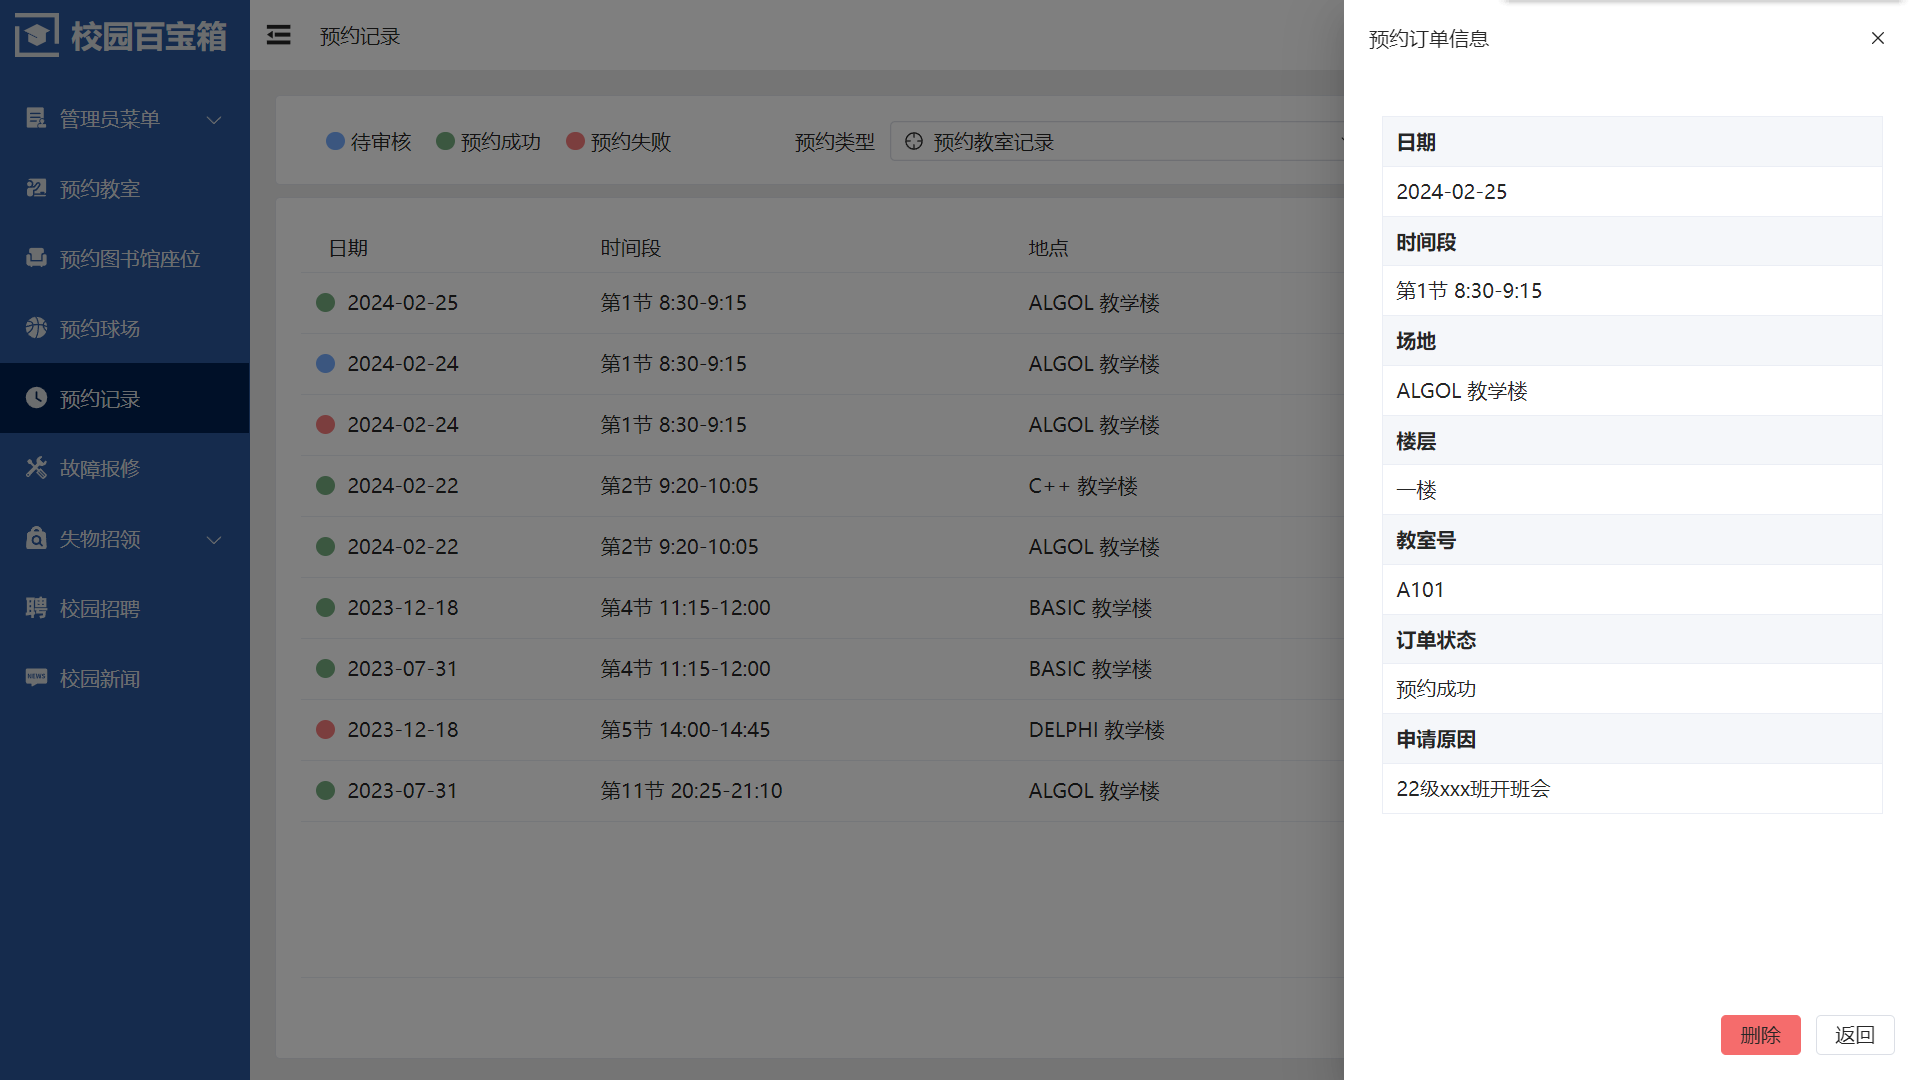 校园百宝箱
管理员菜单
预约教室
预约图书馆座位
预约球场
预约记录
故障报修
失物招领
校园招聘
NEWS 校园新闻
预约记录
待审核 预约成功 预约失败 预约类型 预约教室记录
日期 时间段 地点
2024-02-25 第1节 8:30-9:15 ALGOL 教学楼
2024-02-24 第1节 8:30-9:15 ALGOL 教学楼
2024-02-24 第1节 8:30-9:15 ALGOL 教学楼
2024-02-22 第2节 9:20-10:05 C++ 教学楼
2024-02-22 第2节 9:20-10:05 ALGOL 教学楼
2023-12-18 第4节 11:15-12:00 BASIC 教学楼
2023-07-31 第4节 11:15-12:00 BASIC 教学楼
2023-12-18 第5节 14:00-14:45 DELPHI 教学楼
2023-07-31 第11节 20:25-21:10 ALGOL 教学楼
预约订单信息
日期
2024-02-25
时间段
第1节 8:30-9:15
场地
ALGOL 教学楼
楼层
一楼
教室号
A101
订单状态
预约成功
申请原因
22级xxx班开班会
删除 返回